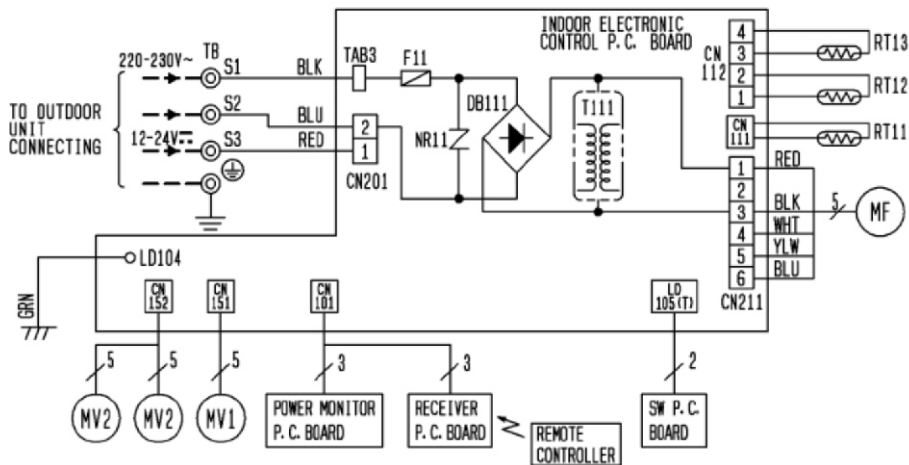 INDOOR ELECTRONIC
CONTROL P.C. BOARD
220-230V~
TB
S1
BLK
TAB3
F11
CN
112
4
3
2
1
RT13
RT12
TO OUTDOOR
UNIT
CONNECTING
S2
BLU
2
12-24V⎓
S3
RED
1
CN201
NR11
DB111
T111
CN
111
RT11
1
RED
2
3
BLK
5
MF
4
WHT
5
YLW
6
BLU
CN211
LD104
GRN
CN
152
CN
151
CN
101
LD
105(T)
5
5
5
3
3
2
MV2
MV2
MV1
POWER MONITOR
P.C. BOARD
RECEIVER
P.C. BOARD
REMOTE
CONTROLLER
SW P.C.
BOARD